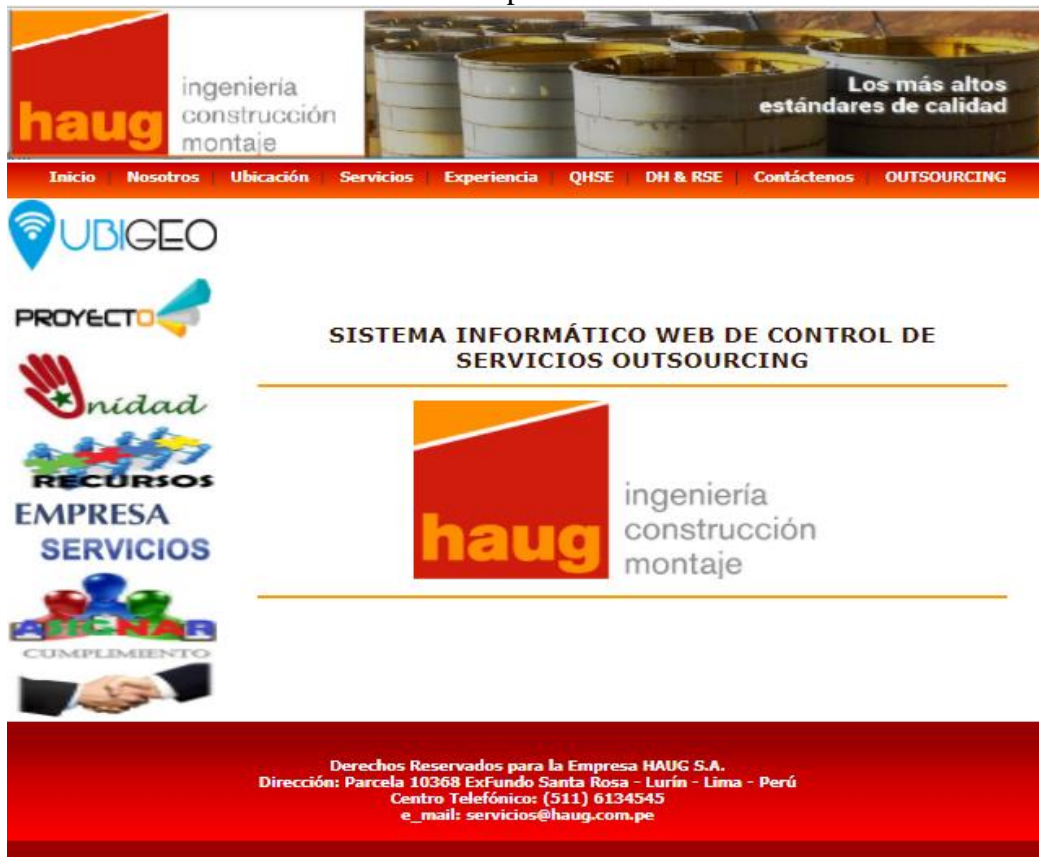 haug
ingeniería
construcción
montaje
Los más altos
estándares de calidad
Inicio | Nosotros | Ubicación | Servicios | Experiencia | QHSE | DH & RSE | Contáctenos | OUTSOURCING
UBIGEO
PROYECTO
Unidad
RECURSOS
EMPRESA
SERVICIOS
ASIGNAR
CUMPLIMIENTO
SISTEMA INFORMÁTICO WEB DE CONTROL DE
SERVICIOS OUTSOURCING
haug
ingeniería
construcción
montaje
Derechos Reservados para la Empresa HAUG S.A.
Dirección: Parcela 10368 ExFundo Santa Rosa - Lurín - Lima - Perú
Centro Telefónico: (511) 6134545
e_mail: servicios@haug.com.pe